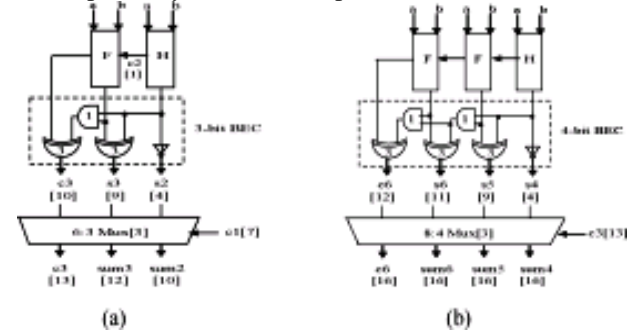 a b a b
a b a b a b
F H
F F H
c2
[1]
1 1 1
3-bit BEC
4-bit BEC
c3 s3 s2
[10] [9] [4]
c6 s6 s5 s4
[12] [11] [9] [4]
6:3 Mux[3]
c1[7]
8:4 Mux[3]
c3[13]
c3 sum3 sum2
[13] [12] [10]
c6 sum6 sum5 sum4
[16] [16] [16] [16]
(a)
(b)